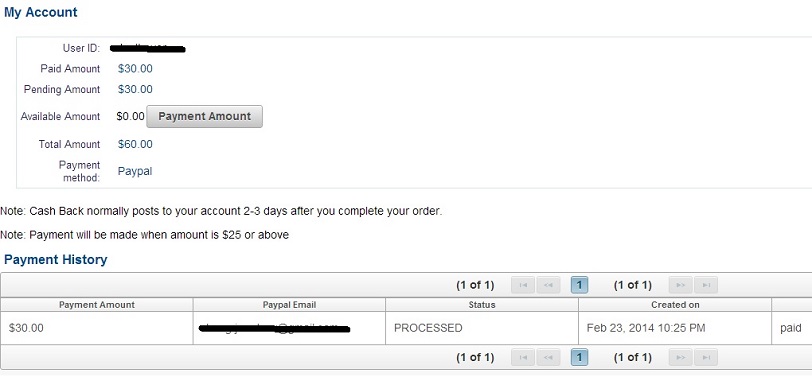 My Account
User ID:
Paid Amount $30.00
Pending Amount $30.00
Available Amount $0.00 Payment Amount
Total Amount $60.00
Payment
method: Paypal
Note: Cash Back normally posts to your account 2-3 days after you complete your order.
Note: Payment will be made when amount is $25 or above
Payment History
(1 of 1) 1 (1 of 1)
Payment Amount Paypal Email Status Created on
$30.00 PROCESSED Feb 23, 2014 10:25 PM paid
(1 of 1) 1 (1 of 1)